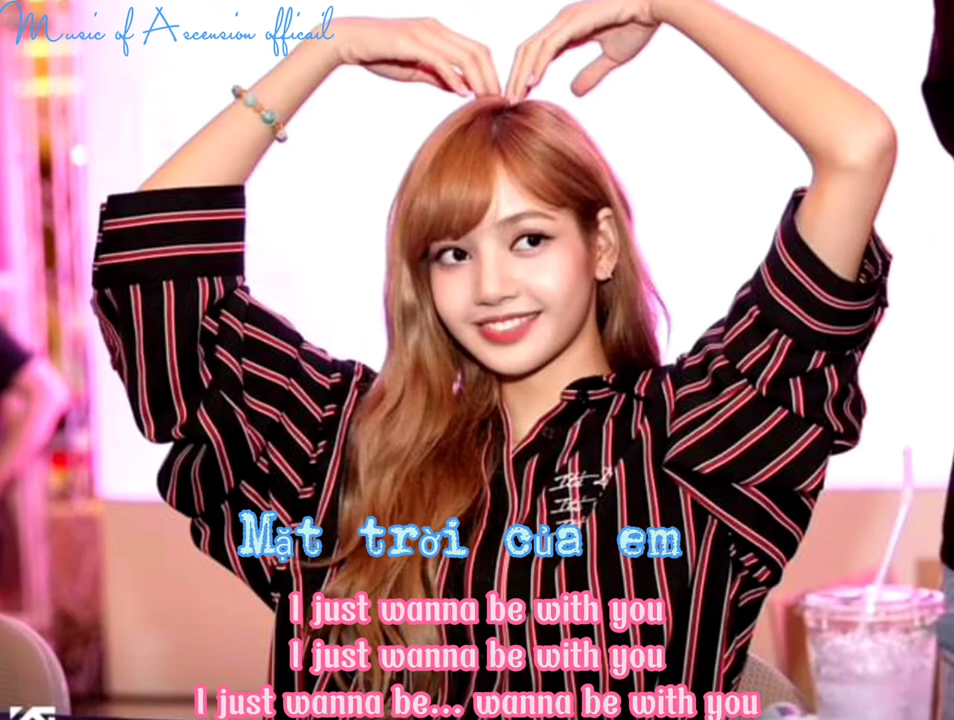 Music of Ascension officail
Mặt trời của em
I just wanna be with you
I just wanna be with you
I just wanna be... wanna be with you